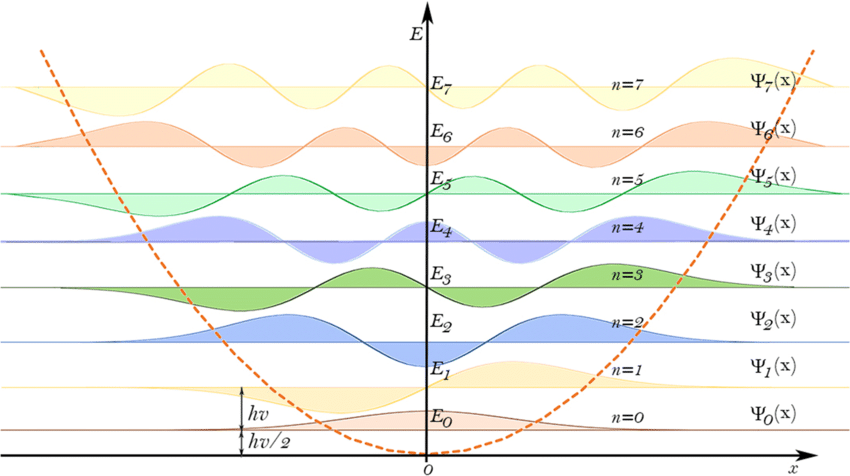 E
E7 n=7 Ψ7(x)
E6 n=6 Ψ6(x)
E5 n=5 Ψ5(x)
E4 n=4 Ψ4(x)
E3 n=3 Ψ3(x)
E2 n=2 Ψ2(x)
E1 n=1 Ψ1(x)
hν
E0 n=0 Ψ0(x)
hν/2
0 x